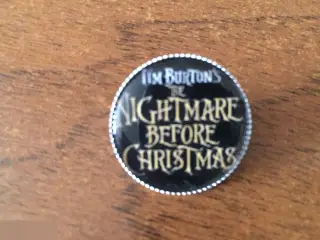 TIM BURTON'S
THE
NIGHTMARE
BEFORE
CHRISTMAS